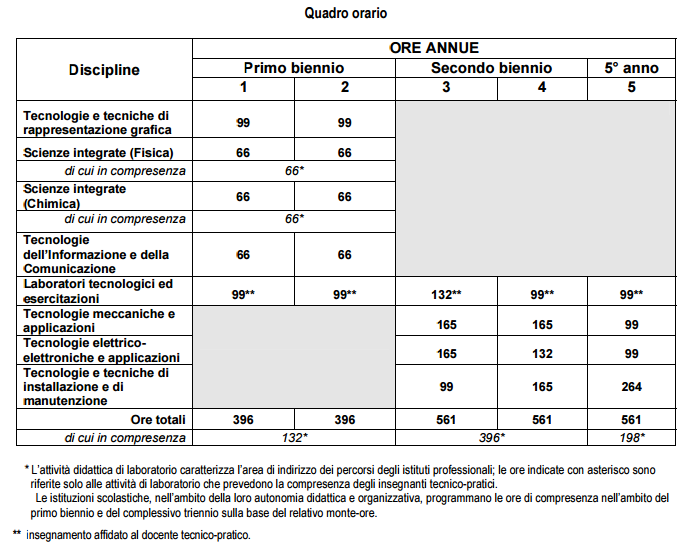 Quadro orario
Discipline
ORE ANNUE
Primo biennio Secondo biennio 5° anno
1 2 3 4 5
Tecnologie e tecniche di
rappresentazione grafica 99 99
Scienze integrate (Fisica) 66 66
di cui in compresenza 66*
Scienze integrate
(Chimica) 66 66
di cui in compresenza 66*
Tecnologie
dell'Informazione e della
Comunicazione 66 66
Laboratori tecnologici ed
esercitazioni 99** 99** 132** 99** 99**
Tecnologie meccaniche e
applicazioni 165 165 99
Tecnologie elettrico-
elettroniche e applicazioni 165 132 99
Tecnologie e tecniche di
installazione e di
manutenzione 99 165 264
Ore totali 396 396 561 561 561
di cui in compresenza 132* 396* 198*
* L'attività didattica di laboratorio caratterizza l'area di indirizzo dei percorsi degli istituti professionali; le ore indicate con asterisco sono
riferite solo alle attività di laboratorio che prevedono la compresenza degli insegnanti tecnico-pratici.
Le istituzioni scolastiche, nell'ambito della loro autonomia didattica e organizzativa, programmano le ore di compresenza nell'ambito del
primo biennio e del complessivo triennio sulla base del relativo monte-ore.
** insegnamento affidato al docente tecnico-pratico.